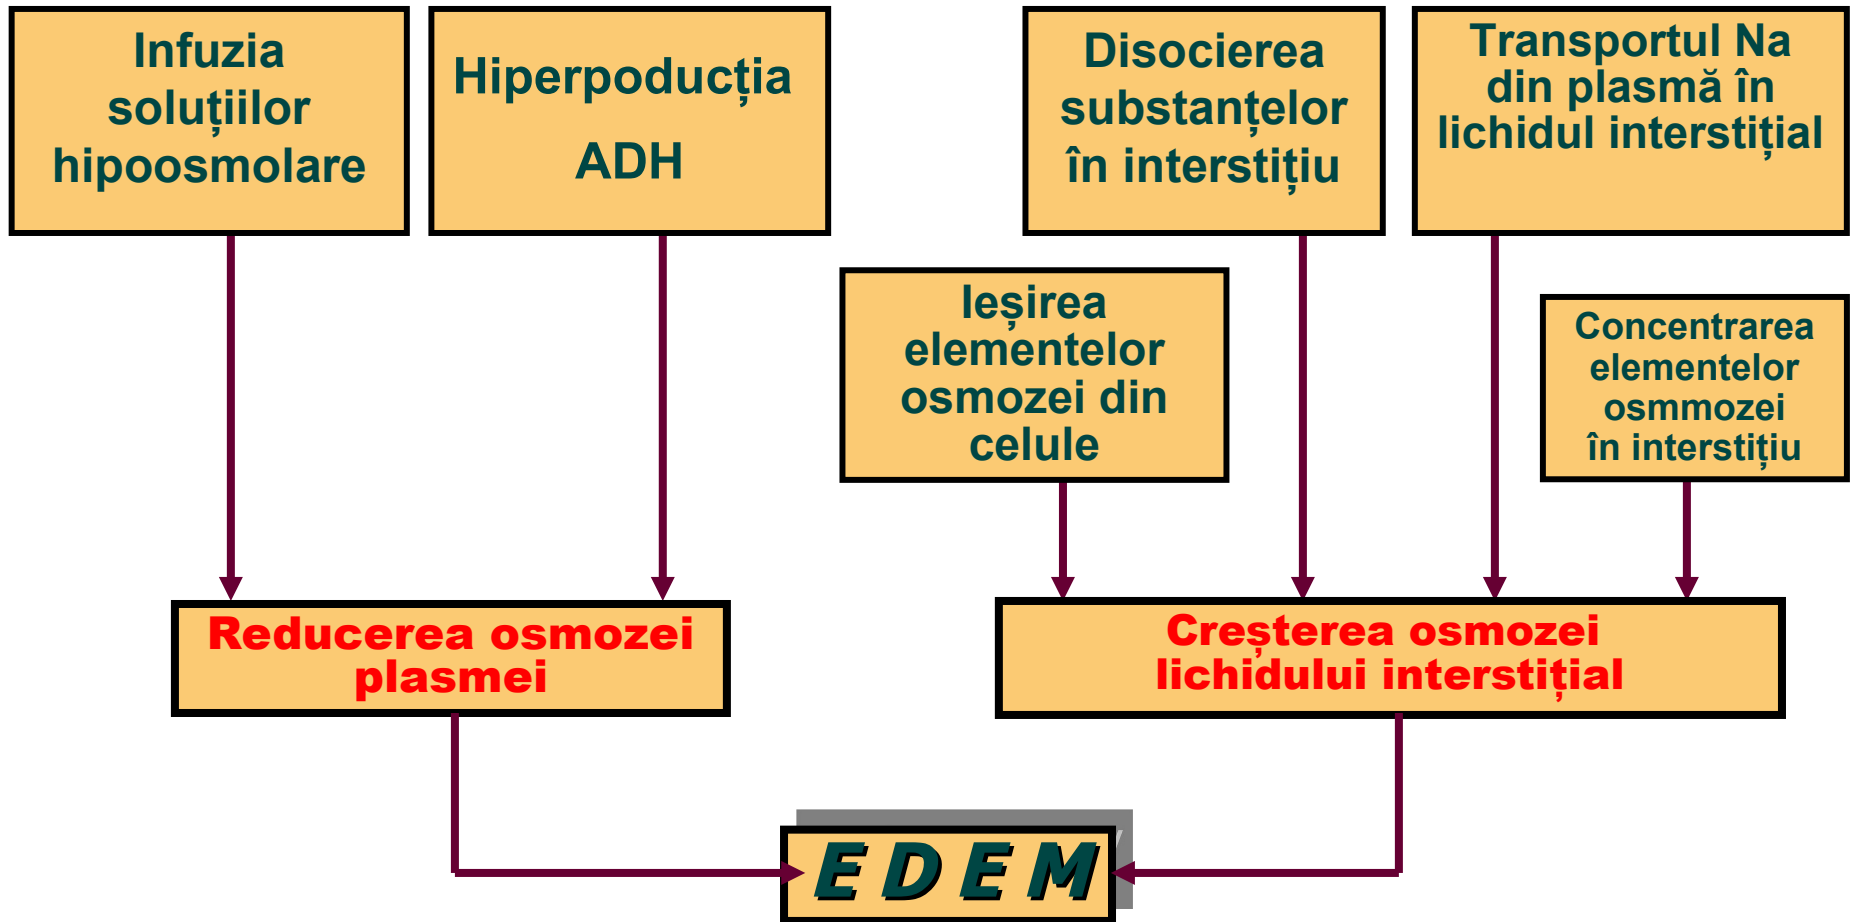 Infuzia
soluțiilor
hipoosmolare
Hiperpoducția
ADH
Disocierea
substanțelor
în interstițiu
Transportul Na
din plasmă în
lichidul interstițial
Ieșirea
elementelor
osmozei din
celule
Concentrarea
elementelor
osmmozei
în interstițiu
Reducerea osmozei
plasmei
Creșterea osmozei
lichidului interstițial
E D E M